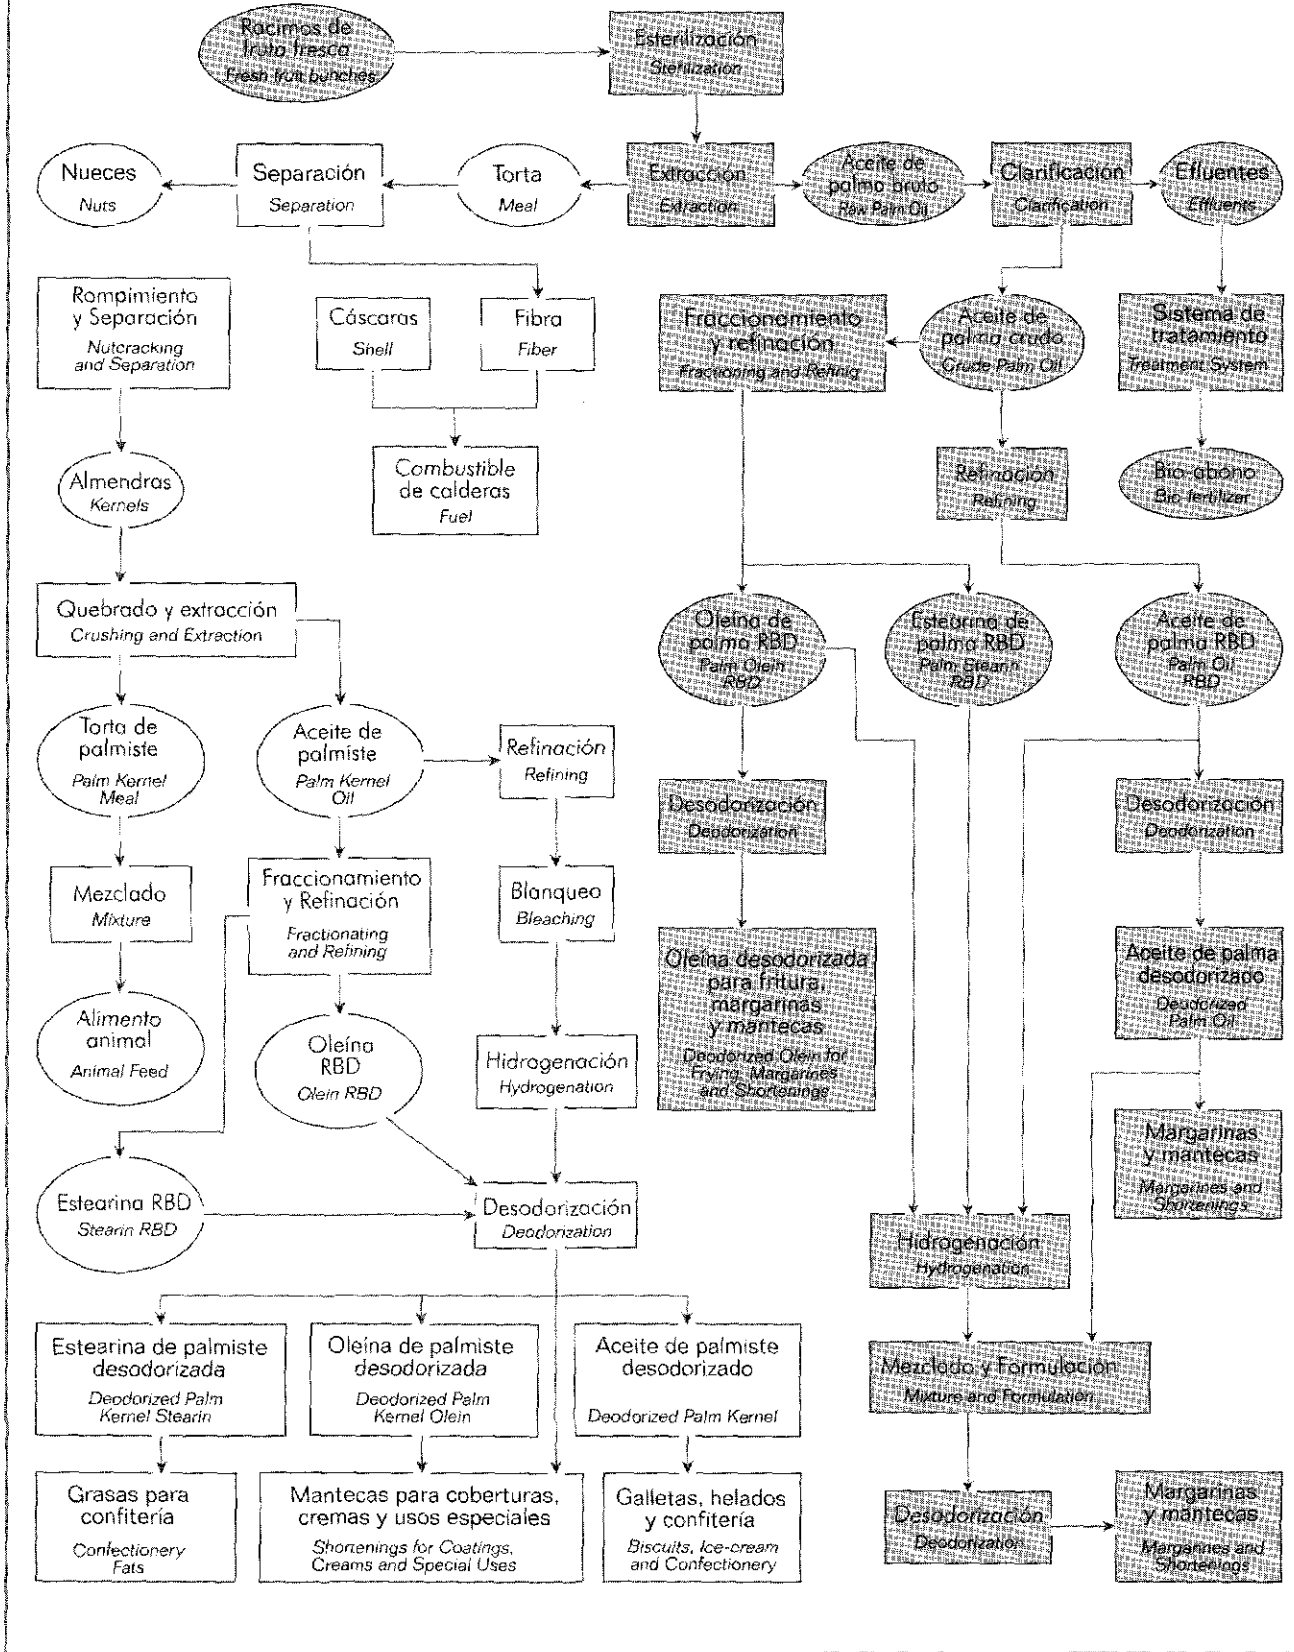 Racimos de
fruta fresca
Fresh fruit bunches
Esterilización
Sterilization
Nueces
Nuts
Separación
Separation
Torta
Meal
Extracción
Extraction
Aceite de
palma bruto
Raw Palm Oil
Clarificación
Clarification
Effluentes
Effluents
Rompimiento
y Separación
Nutcracking
and Separation
Cáscaras
Shell
Fibra
Fiber
Fraccionamiento
y refinación
Fractioning and Refinig
Aceite de
palma crudo
Crude Palm Oil
Sistema de
tratamiento
Treatment System
Almendras
Kernels
Combustible
de calderas
Fuel
Refinación
Refining
Bio-abono
Bio fertilizer
Quebrado y extracción
Crushing and Extraction
Oleína de
palma RBD
Palm Olein
RBD
Estearina de
palma RBD
Palm Stearin
RBD
Aceite de
palma RBD
Palm Oil
RBD
Torta de
palmiste
Palm Kernel
Meal
Aceite de
palmiste
Palm Kernel
Oil
Refinación
Refining
Desodorización
Deodorization
Desodorización
Deodorization
Mezclado
Mixture
Fraccionamiento
y Refinación
Fractionating
and Refining
Blanqueo
Bleaching
Oleína desodorizada
para fritura,
margarinas
y mantecas
Deodorized Olein for
Frying, Margarines
and Shortenings
Aceite de palma
desodorizado
Deodorized
Palm Oil
Alimento
animal
Animal Feed
Oleína
RBD
Olein RBD
Hidrogenación
Hydrogenation
Margarinas
y mantecas
Margarines and
Shortenings
Estearina RBD
Stearin RBD
Desodorización
Deodorization
Hidrogenación
Hydrogenation
Estearina de palmiste
desodorizada
Deodorized Palm
Kernel Stearin
Oleína de palmiste
desodorizada
Deodorized Palm
Kernel Olein
Aceite de palmiste
desodorizado
Deodorized Palm Kernel
Mezclado y Formulación
Mixture and Formulation
Grasas para
confitería
Confectionery
Fats
Mantecas para coberturas,
cremas y usos especiales
Shortenings for Coatings,
Creams and Special Uses
Galletas, helados
y confitería
Biscuits, Ice-cream
and Confectionery
Desodorización
Deodorization
Margarinas
y mantecas
Margarines and
Shortenings